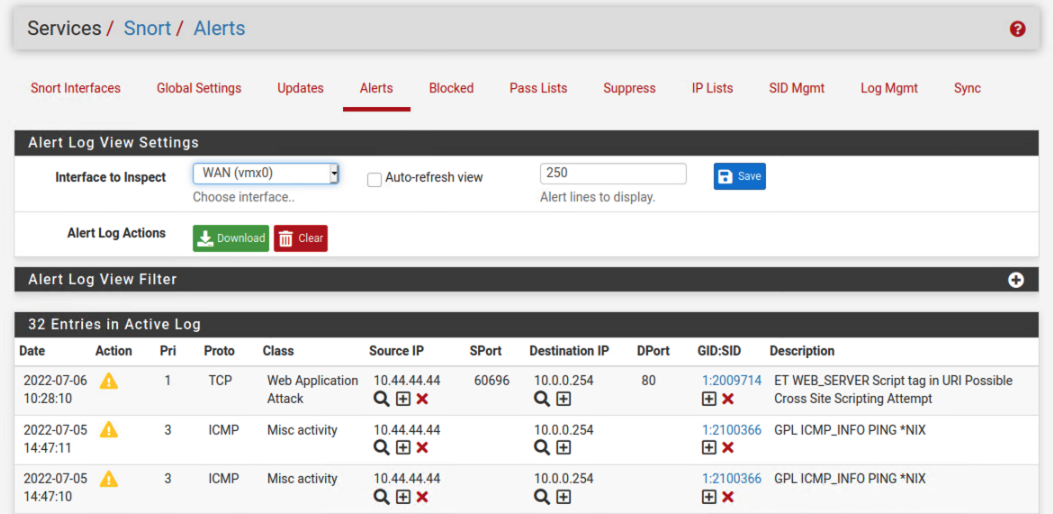 Services / Snort / Alerts
Snort Interfaces Global Settings Updates Alerts Blocked Pass Lists Suppress IP Lists SID Mgmt Log Mgmt Sync
Alert Log View Settings
Interface to Inspect WAN (vmx0) Auto-refresh view 250 Save
Choose interface.. Alert lines to display.
Alert Log Actions Download Clear
Alert Log View Filter
32 Entries in Active Log
Date Action Pri Proto Class Source IP SPort Destination IP DPort GID:SID Description
2022-07-06 1 TCP Web Application 10.44.44.44 60696 10.0.0.254 80 1:2009714 ET WEB_SERVER Script tag in URI Possible
10:28:10 Attack Cross Site Scripting Attempt
2022-07-05 3 ICMP Misc activity 10.44.44.44 10.0.0.254 1:2100366 GPL ICMP_INFO PING *NIX
14:47:11
2022-07-05 3 ICMP Misc activity 10.44.44.44 10.0.0.254 1:2100366 GPL ICMP_INFO PING *NIX
14:47:10